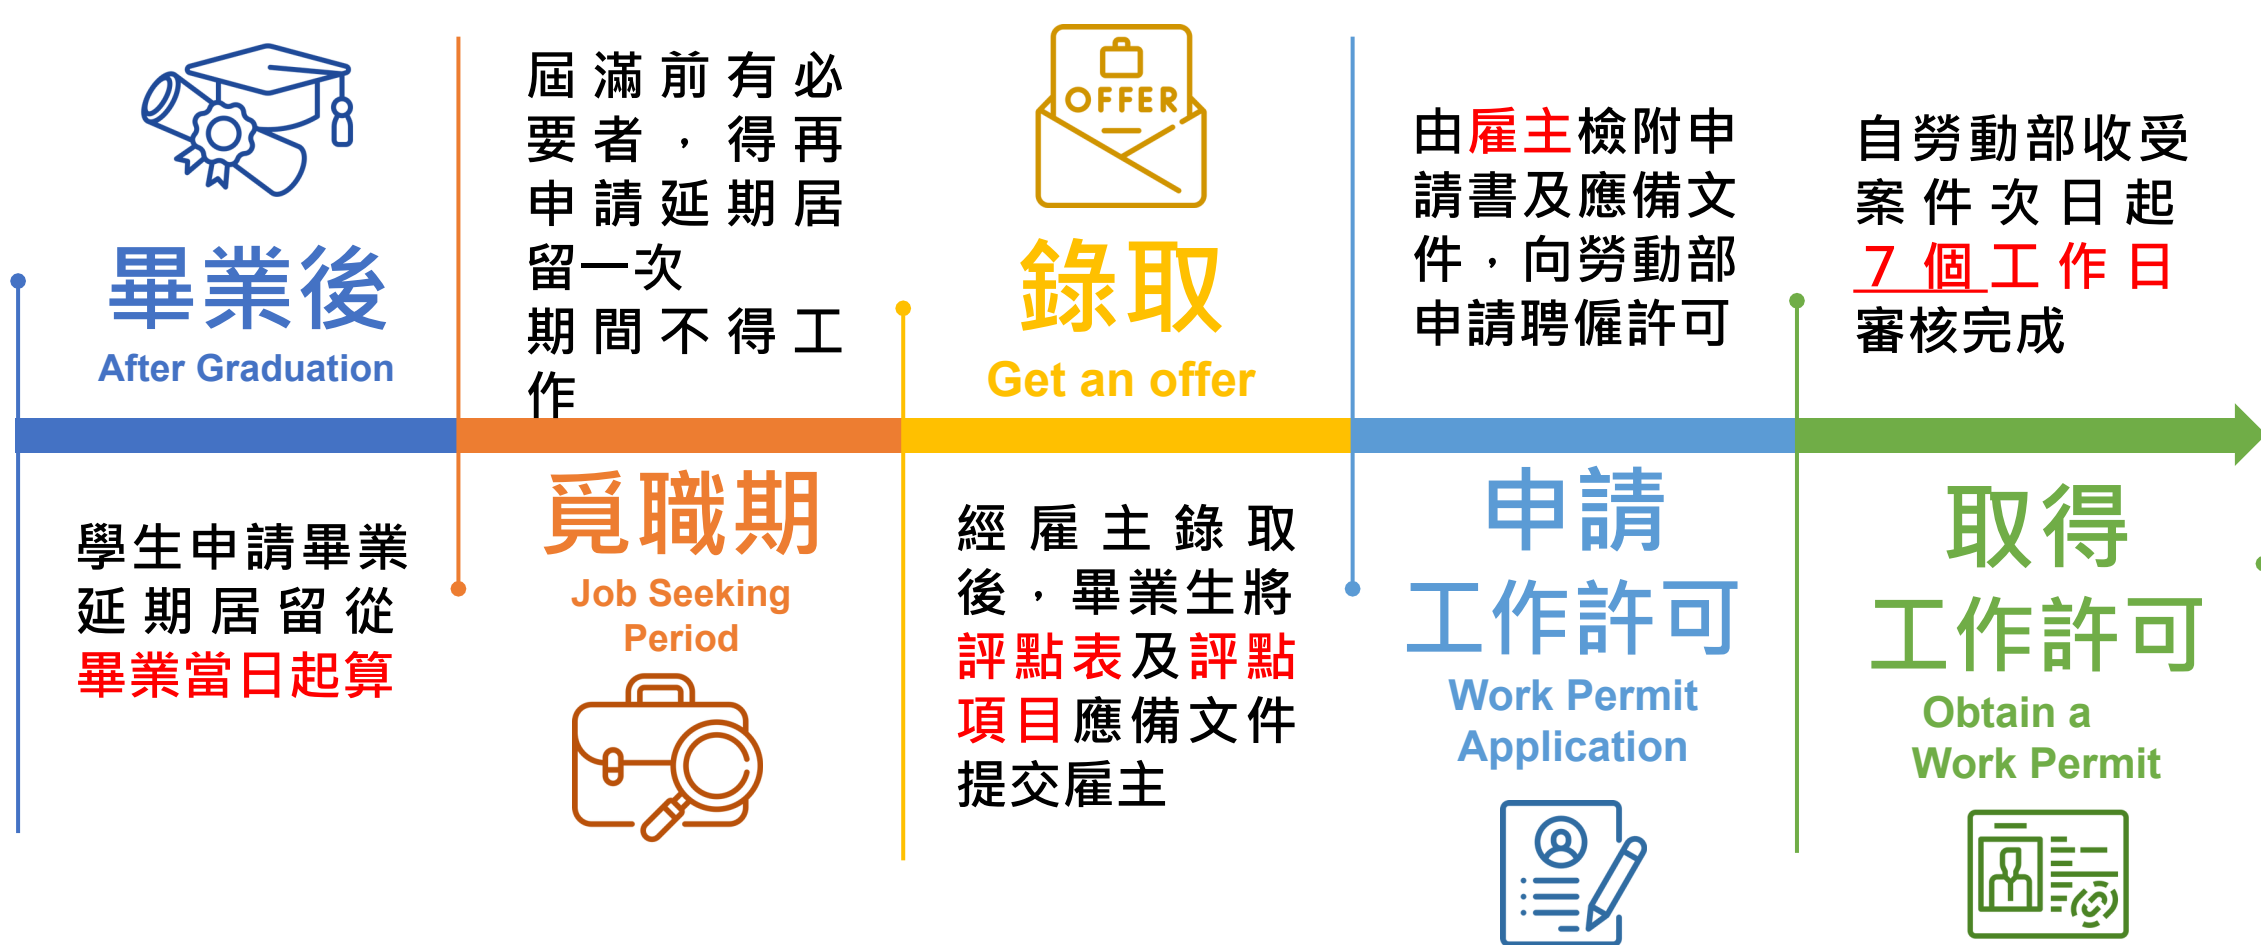 畢業後
After Graduation
學生申請畢業
延期居留從
畢業當日起算
屆滿前有必
要者，得再
申請延期居
留一次
期間不得工
作
覓職期
Job Seeking
Period
OFFER
錄取
Get an offer
經雇主錄取
後，畢業生將
評點表及評點
項目應備文件
提交雇主
由雇主檢附申
請書及應備文
件，向勞動部
申請聘僱許可
申請
工作許可
Work Permit
Application
自勞動部收受
案件次日起
7個工作日
審核完成
取得
工作許可
Obtain a
Work Permit